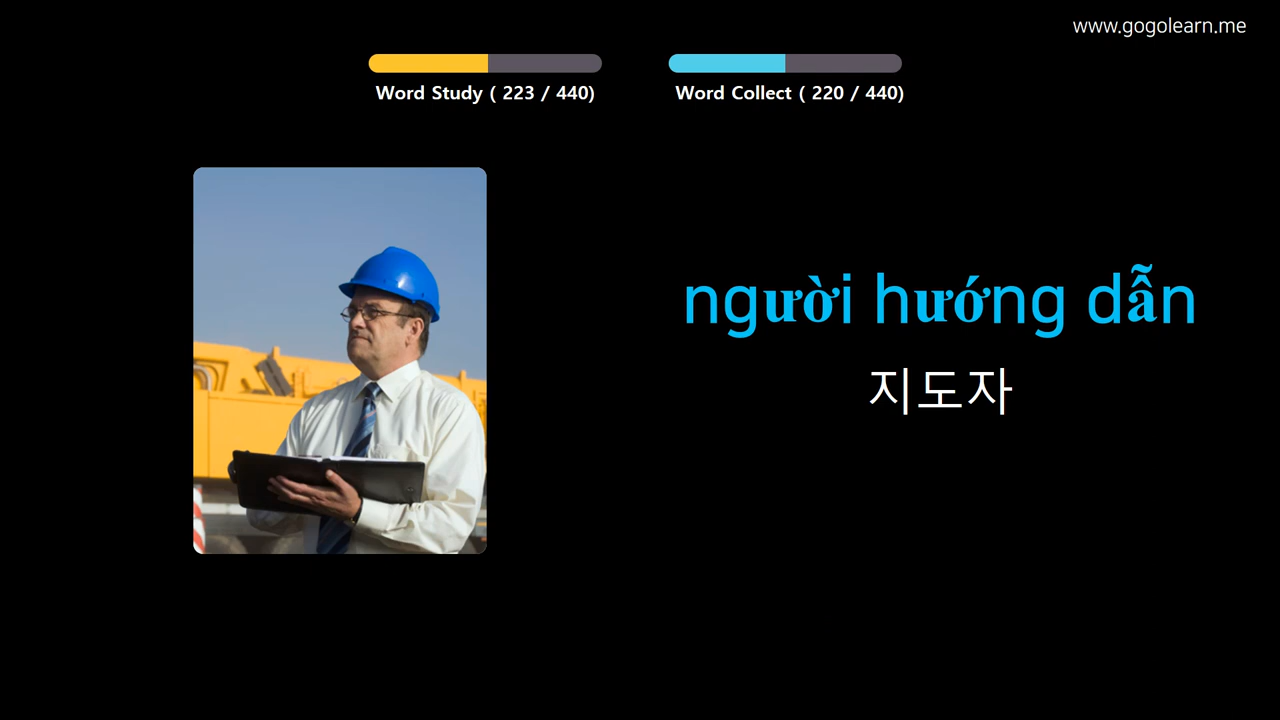 www.gogolearn.me
Word Study ( 223 / 440)
Word Collect ( 220 / 440)
người hướng dẫn
지도자